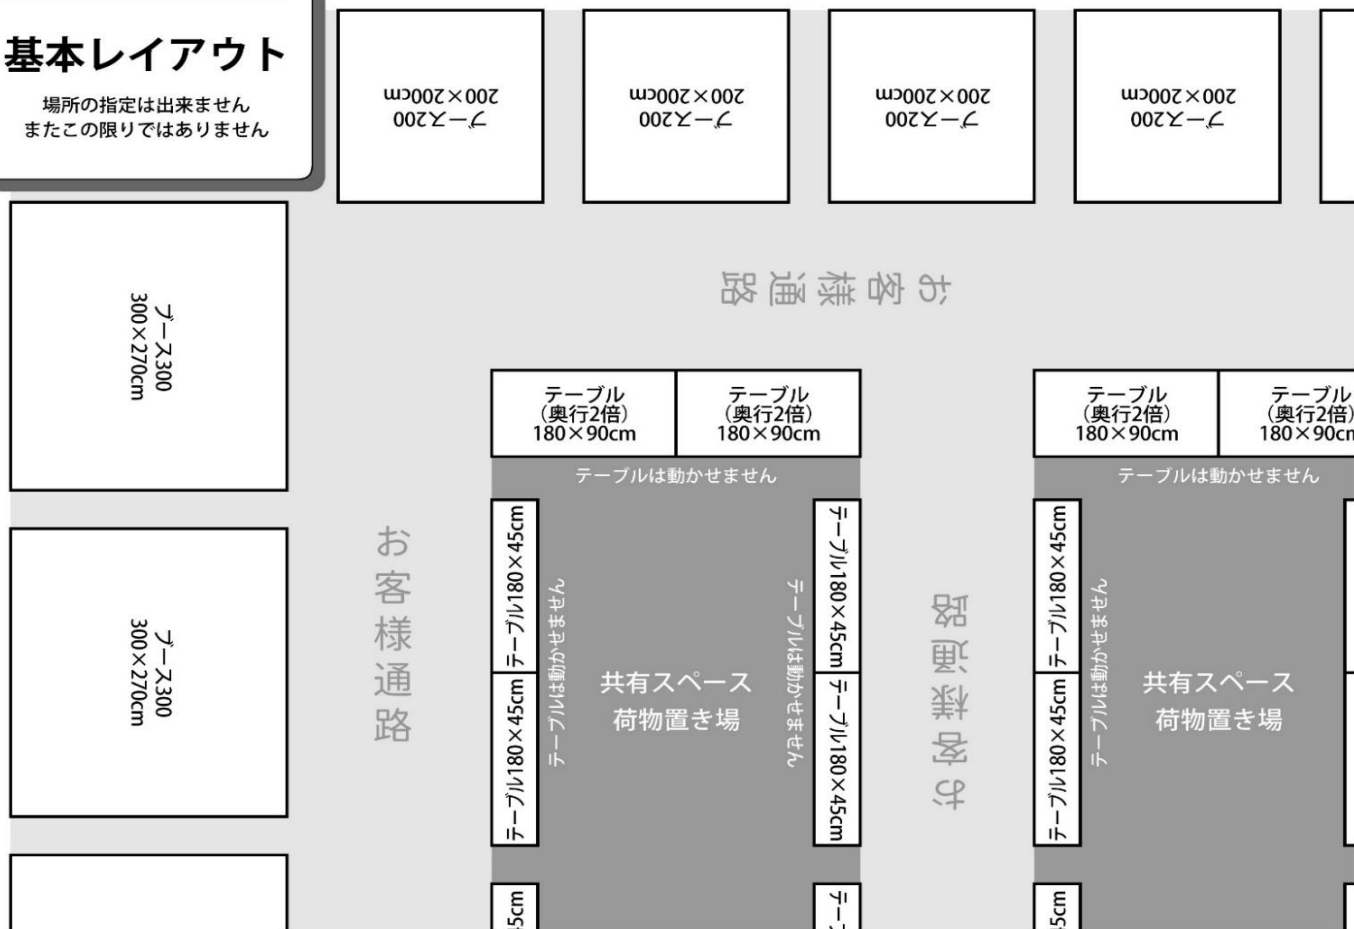 基本レイアウト
場所の指定は出来ません
またこの限りではありません
ブース200
200×200cm
ブース200
200×200cm
ブース200
200×200cm
ブース200
200×200cm
お客様通路
ブース300
300×270cm
ブース300
300×270cm
お客様通路
テーブル
（奥行2倍）
180×90cm
テーブル
（奥行2倍）
180×90cm
テーブルは動かせません
テーブル180×45cm
テーブル180×45cm
テーブルは動かせません
共有スペース
荷物置き場
テーブルは動かせません
テーブル180×45cm
テーブル180×45cm
5cm
テー
お客様通路
テーブル
（奥行2倍）
180×90cm
テーブル
（奥行2倍）
180×90cm
テーブルは動かせません
テーブル180×45cm
テーブル180×45cm
テーブルは動かせません
共有スペース
荷物置き場
5cm